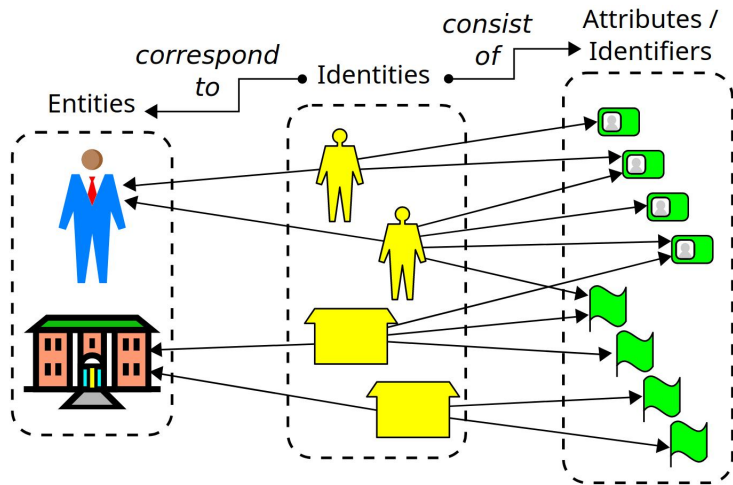 Attributes /
Identifiers
consist
of
correspond
to
Identities
Entities